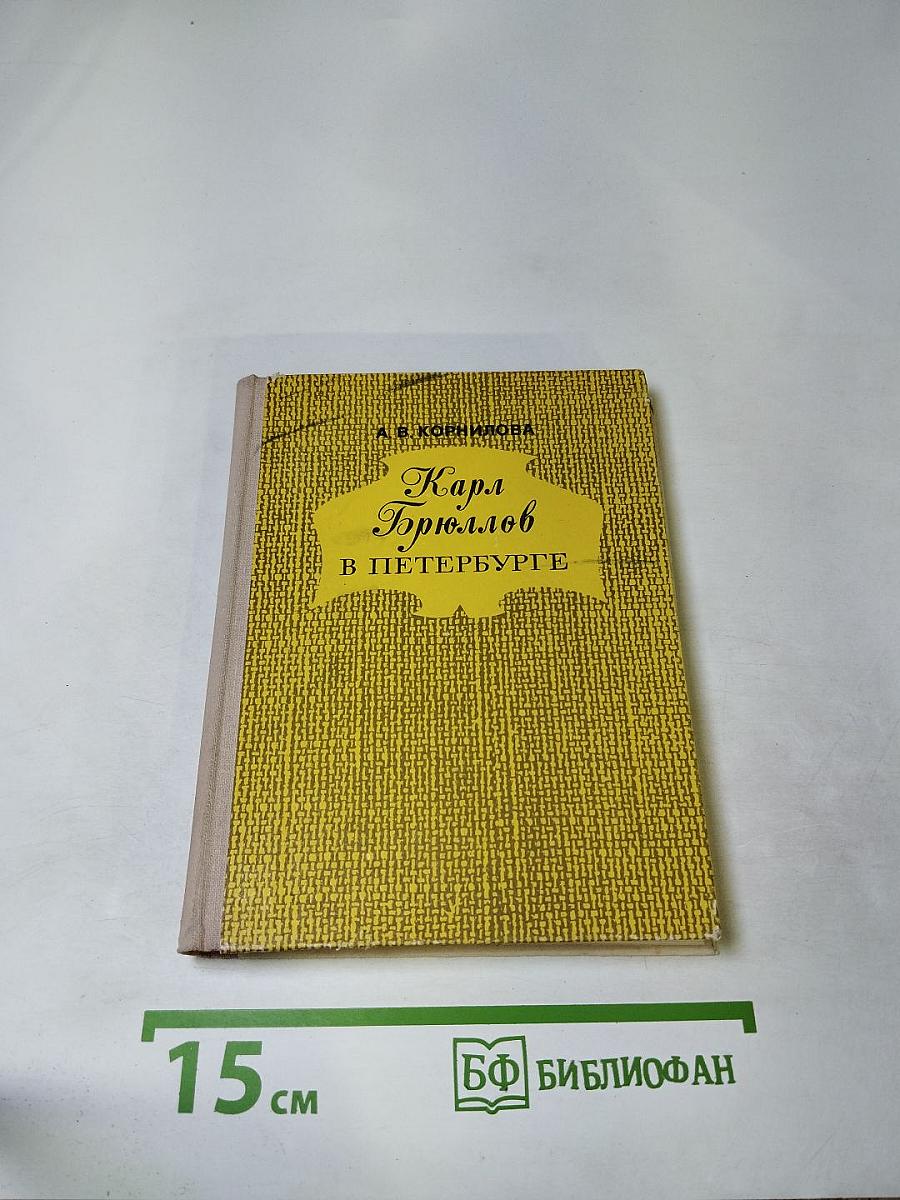 А. В. КОРНИЛОВА
Карл
Брюллов
В ПЕТЕРБУРГЕ
15 см
БФ БИБЛИОФАН